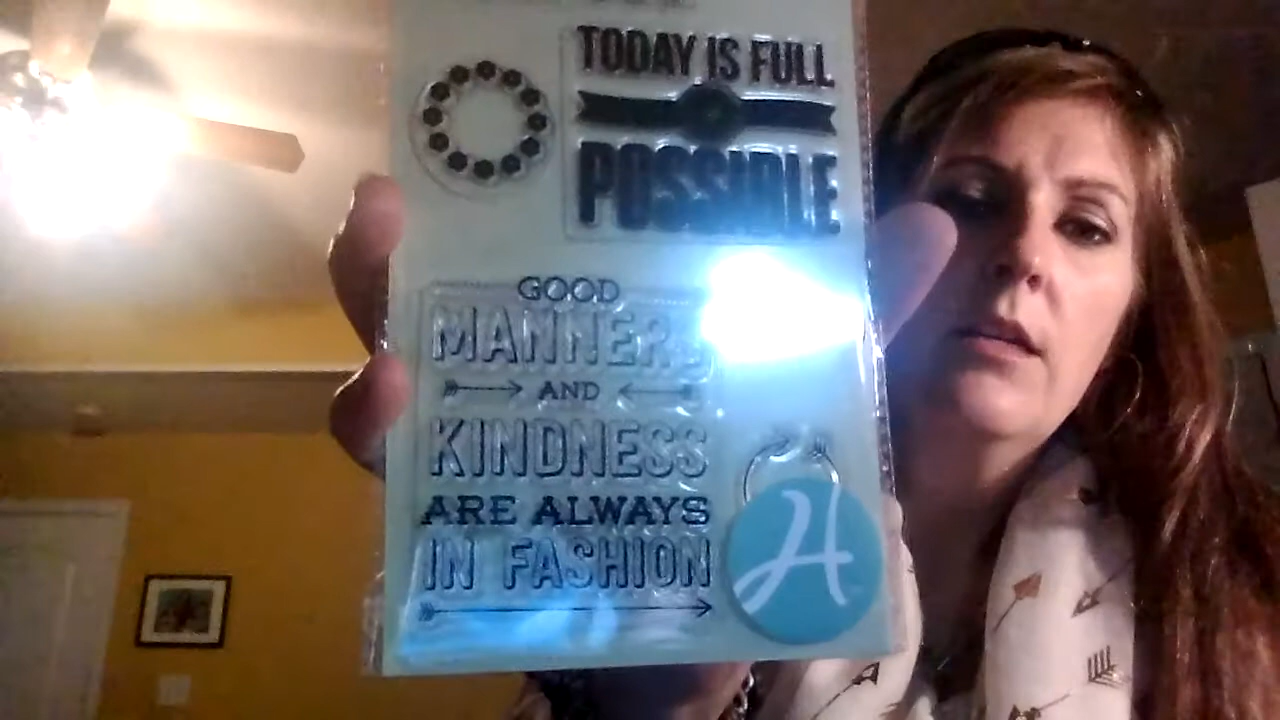 TODAY IS FULL
POSSIBLE
GOOD
MANNERS
AND
KINDNESS
ARE ALWAYS
IN FASHION
H